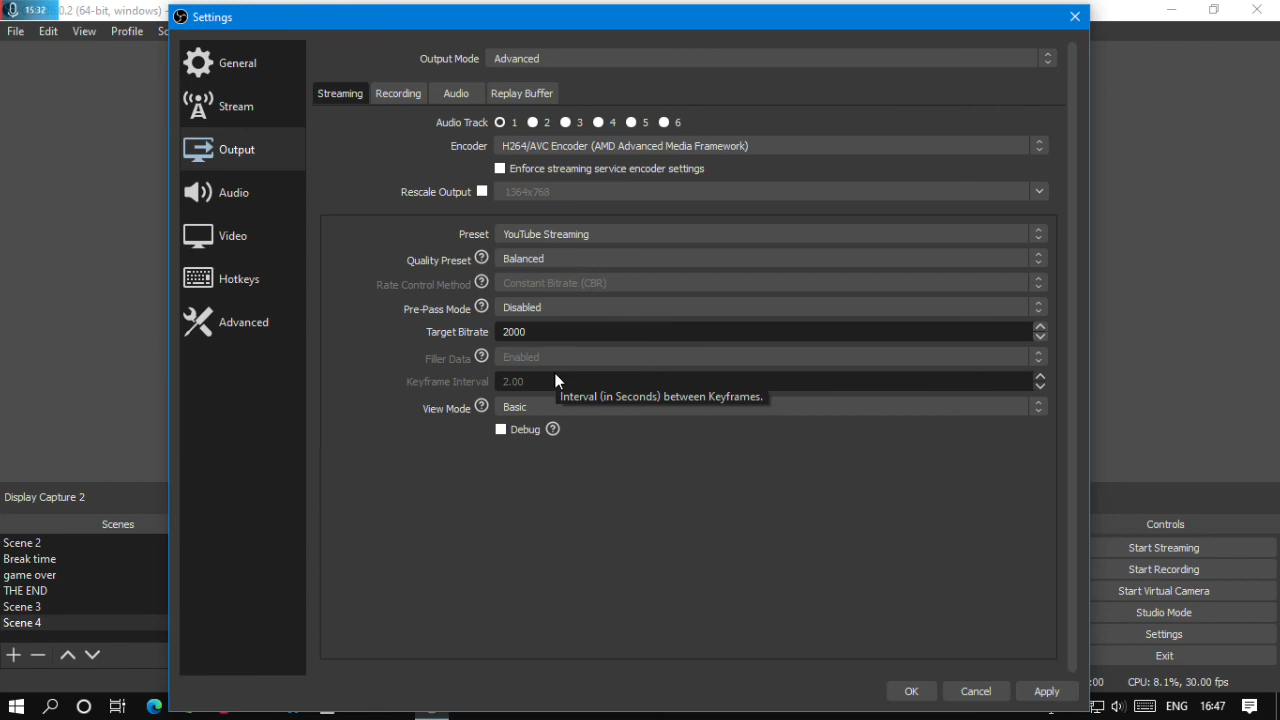 15:32
0.2 (64-bit, windows) -
Settings
File Edit View Profile
General
Stream
Output
Audio
Video
Hotkeys
Advanced
Output Mode Advanced
Streaming Recording Audio Replay Buffer
Audio Track 1 2 3 4 5 6
Encoder H264/AVC Encoder (AMD Advanced Media Framework)
Enforce streaming service encoder settings
Rescale Output 1364x768
Preset YouTube Streaming
Quality Preset ? Balanced
Rate Control Method ? Constant Bitrate (CBR)
Pre-Pass Mode ? Disabled
Target Bitrate 2000
Filler Data ? Enabled
Keyframe Interval 2.00
Interval (in Seconds) between Keyframes.
View Mode ? Basic
Debug ?
Display Capture 2
Scenes
Scene 2
Break time
game over
THE END
Scene 3
Scene 4
Controls
Start Streaming
Start Recording
Start Virtual Camera
Studio Mode
Settings
Exit
OK Cancel Apply
:00 CPU: 8.1%, 30.00 fps
ENG 16:47